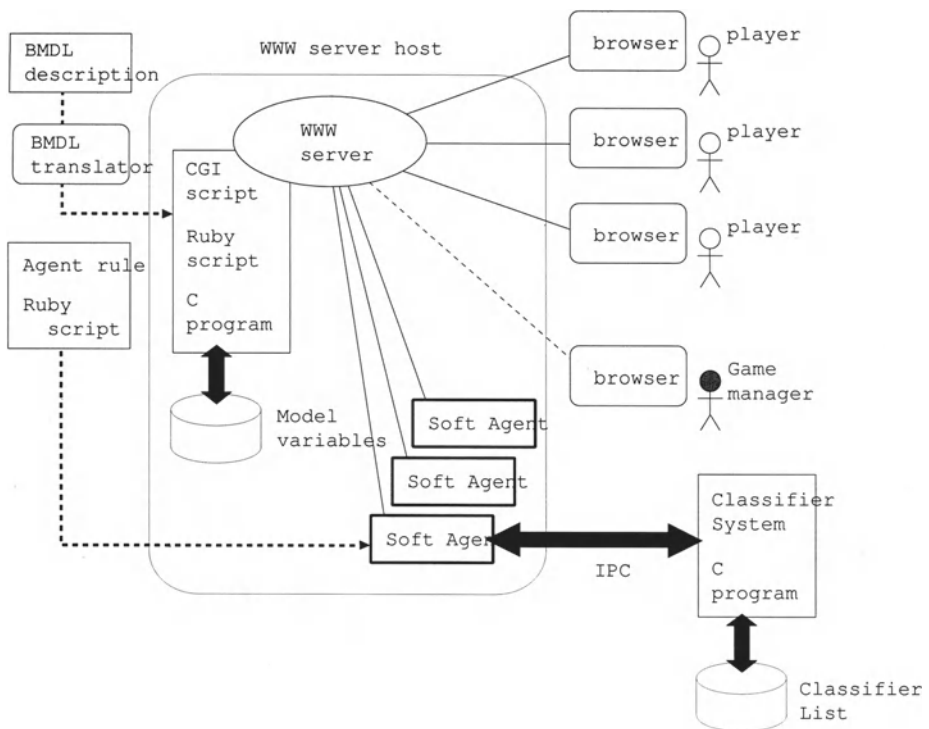 BMDL
description
BMDL
translator
Agent rule
Ruby
script
WWW server host
WWW
server
CGI
script
Ruby
script
C
program
Model
variables
Soft Agent
Soft Agent
Soft Agen
IPC
browser
player
browser
player
browser
player
browser
Game
manager
Classifier
System
C
program
Classifier
List